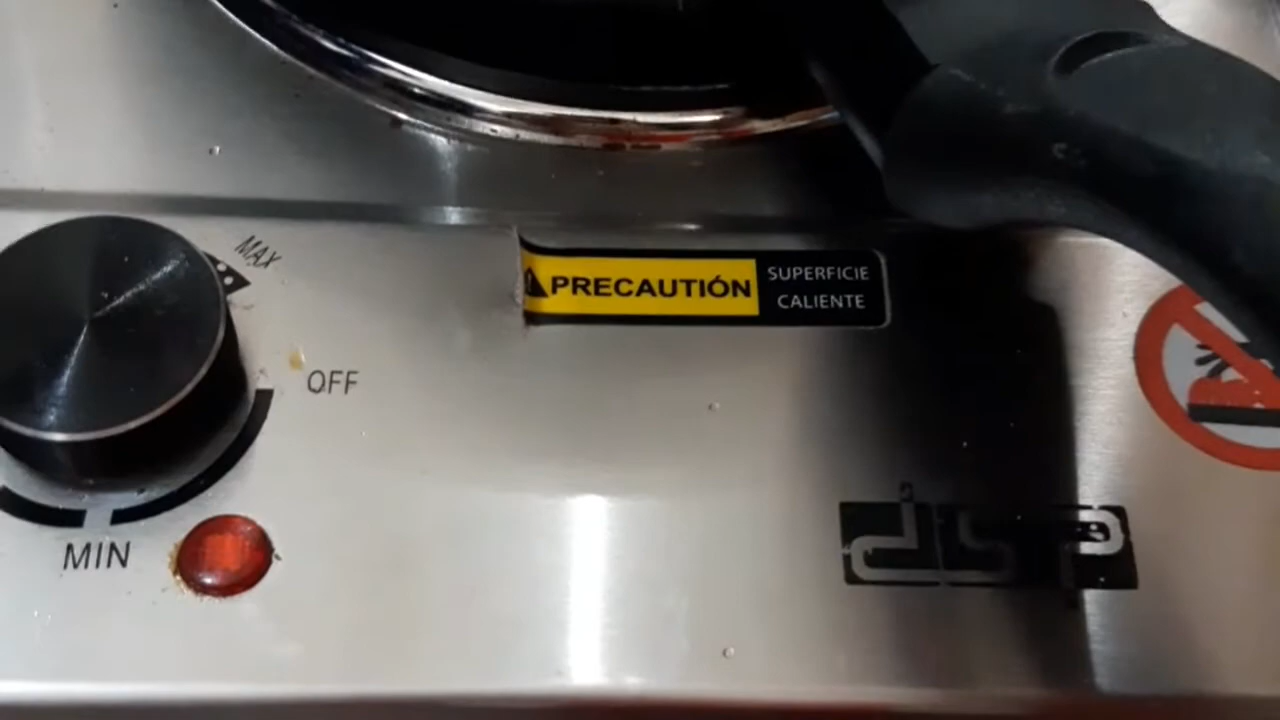 MAX
PRECAUTIÓN
SUPERFICIE
CALIENTE
OFF
MIN
dsp